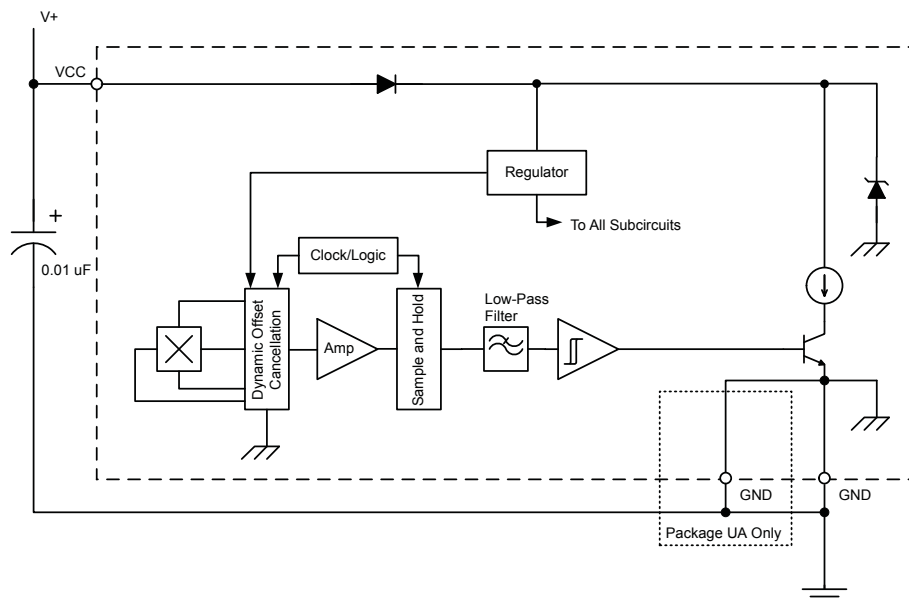 V+
VCC
Regulator
To All Subcircuits
+
0.01 uF
Clock/Logic
Dynamic Offset
Cancellation
Amp
Sample and Hold
Low-Pass
Filter
GND
GND
Package UA Only